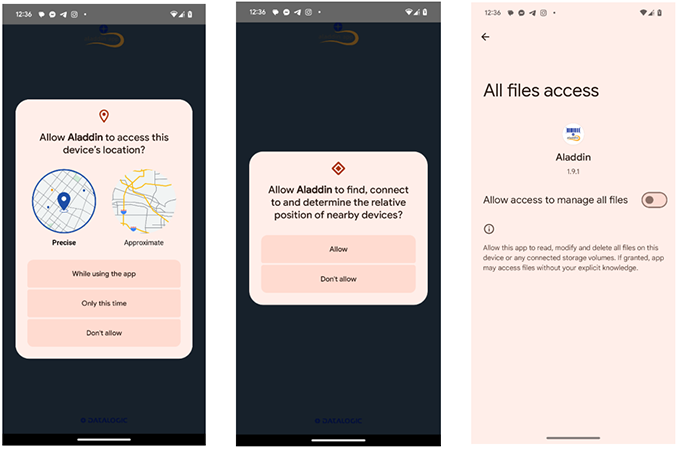 12:36
Allow Aladdin to access this
device's location?
Precise
Approximate
While using the app
Only this time
Don't allow
DATALOGIC
12:36
Allow Aladdin to find, connect
to and determine the relative
position of nearby devices?
Allow
Don't allow
DATALOGIC
12:36
All files access
Aladdin
1.9.1
Allow access to manage all files
Allow this app to read, modify and delete all files on this
device or any connected storage volumes. If granted, app
may access files without your explicit knowledge.